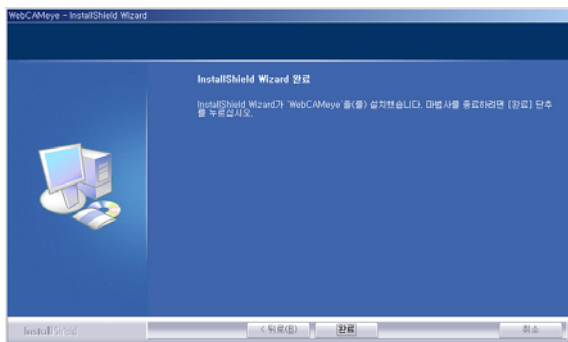 WebCAMeye - InstallShield Wizard
InstallShield Wizard 완료
InstallShield Wizard가 'WebCAMeye'을(를) 설치했습니다. 마법사를 종료하려면 [완료] 단추
를 누르십시오.
InstallShield
< 뒤로(B) 완료 취소